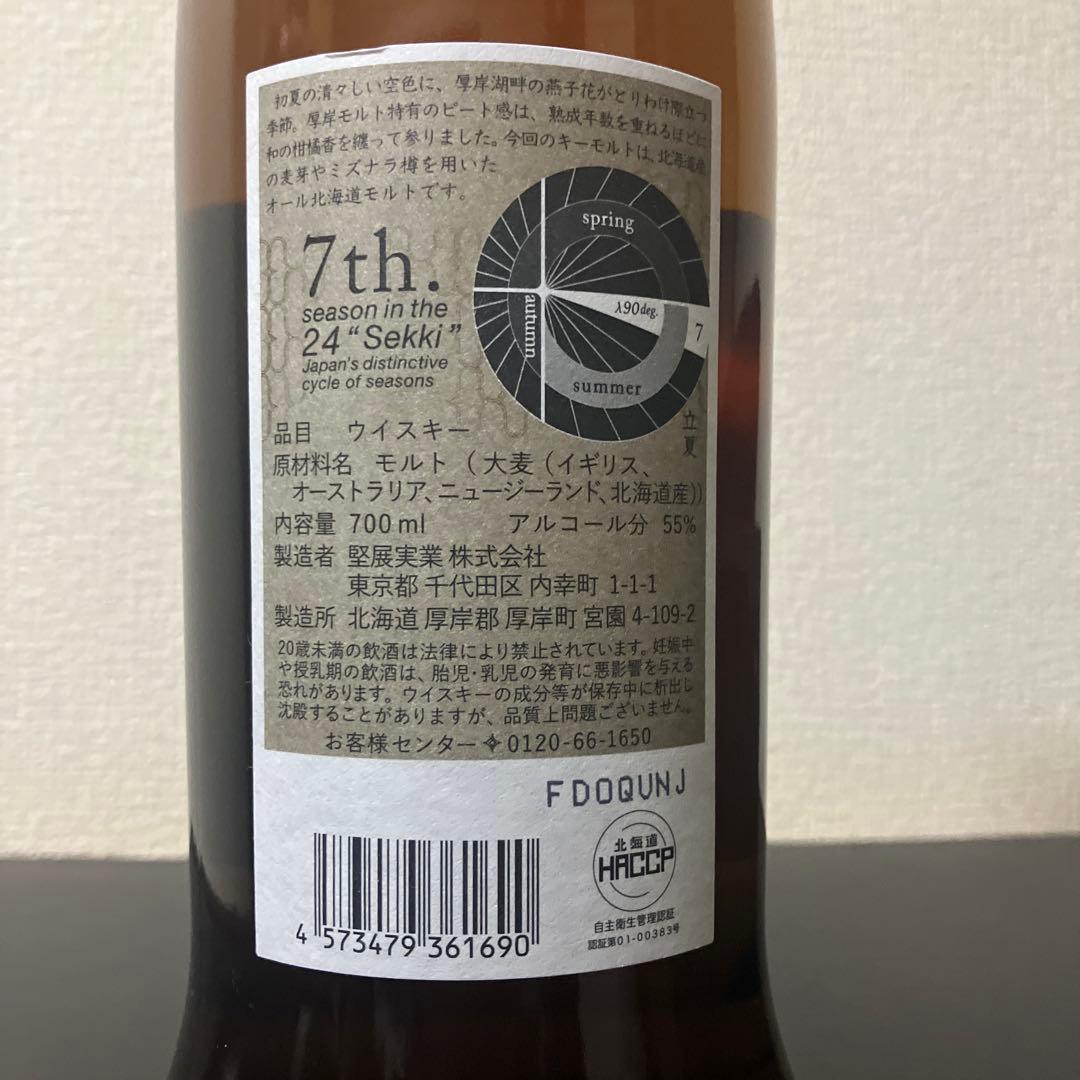 初夏の清々しい空色に、厚岸湖畔の燕子花がとりわけ際立つ
季節。厚岸モルト特有のピート感は、熟成年数を重ねるほどに
和の柑橘香を纏って参りました。今回のキーモルトは、北海道産
の麦芽やミズナラ樽を用いた
オール北海道モルトです。
7th.
season in the
24 "Sekki"
Japan's distinctive
cycle of seasons
spring
λ90deg.
7
autumn
summer
立夏
品目 ウイスキー
原材料名 モルト（大麦（イギリス、
オーストラリア、ニュージーランド、北海道産））
内容量 700ml アルコール分 55%
製造者 堅展実業 株式会社
東京都 千代田区 内幸町 1-1-1
製造所 北海道 厚岸郡 厚岸町 宮園 4-109-2
20歳未満の飲酒は法律により禁止されています。妊娠中
や授乳期の飲酒は、胎児・乳児の発育に悪影響を与える
恐れがあります。ウイスキーの成分等が保存中に析出し
沈殿することがありますが、品質上問題ございません。
お客様センター 0120-66-1650
FDOQVNJ
北海道
HACCP
自主衛生管理認証
認証第01-00383号
4 573479 361690